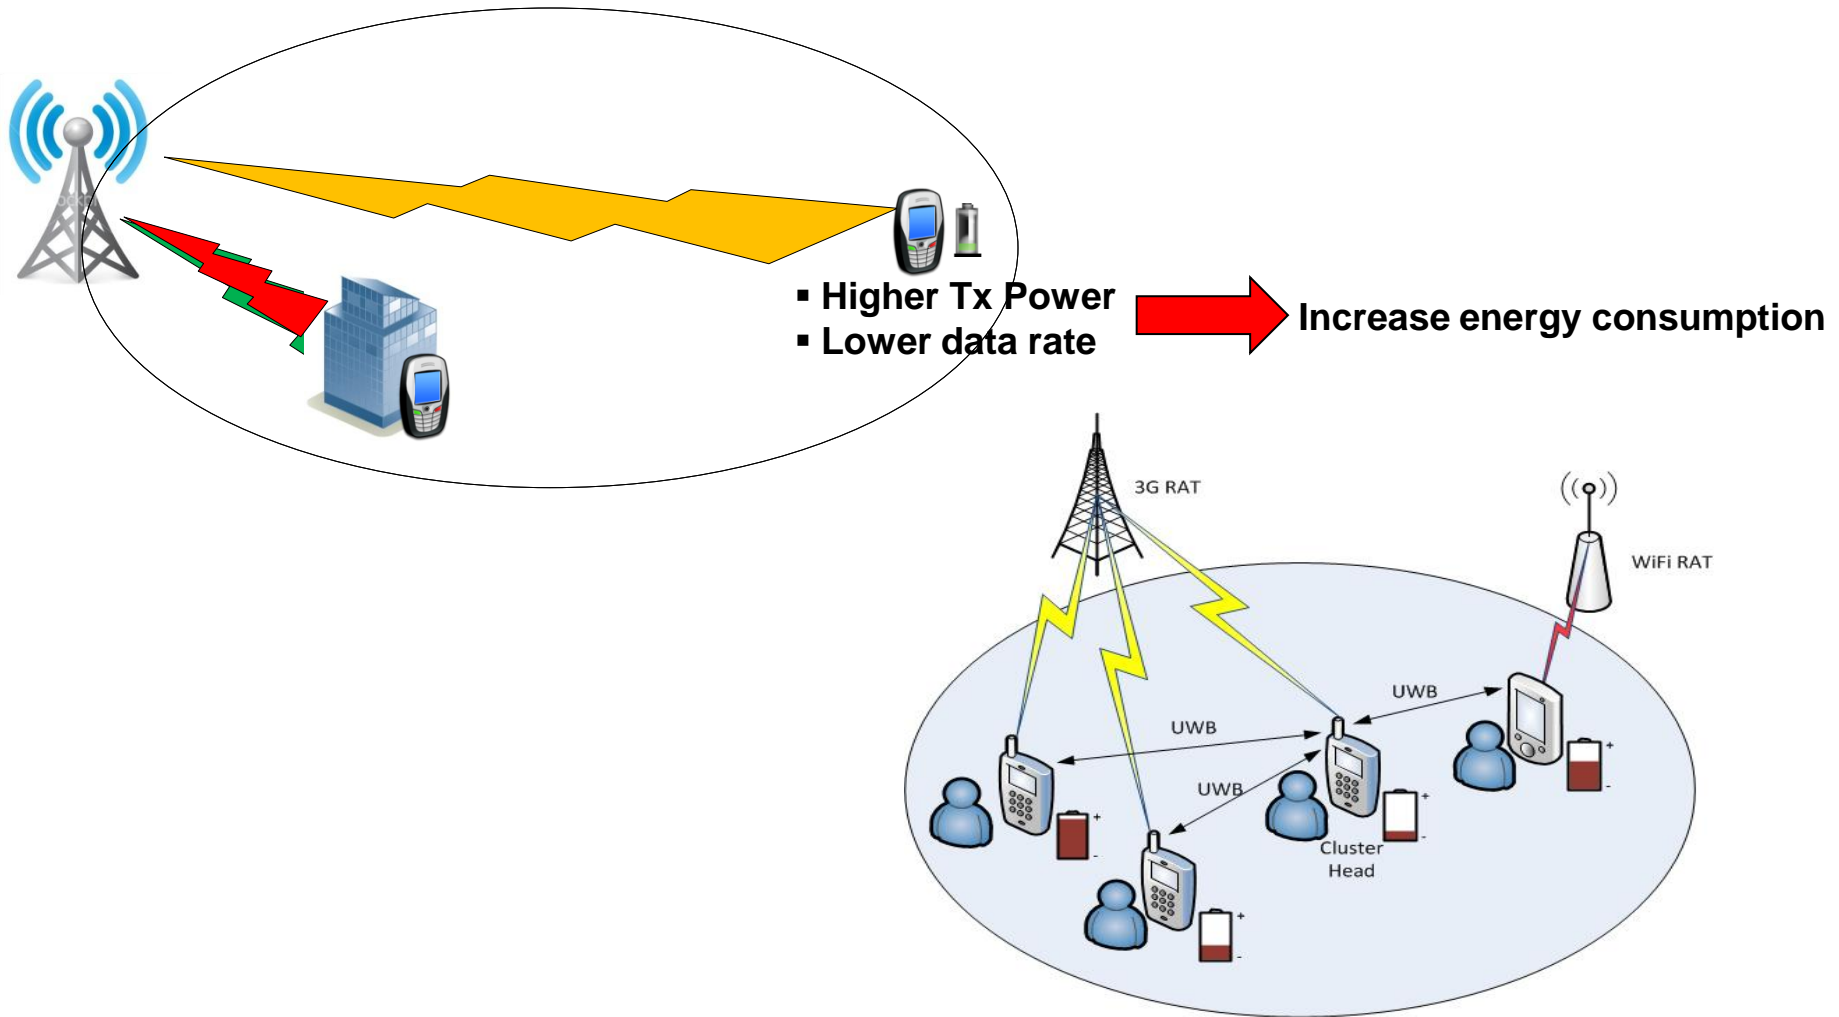 ▪ Higher Tx Power
▪ Lower data rate
Increase energy consumption
3G RAT
WiFi RAT
UWB
UWB
UWB
+
-
+
-
+
-
Cluster
Head
+
-